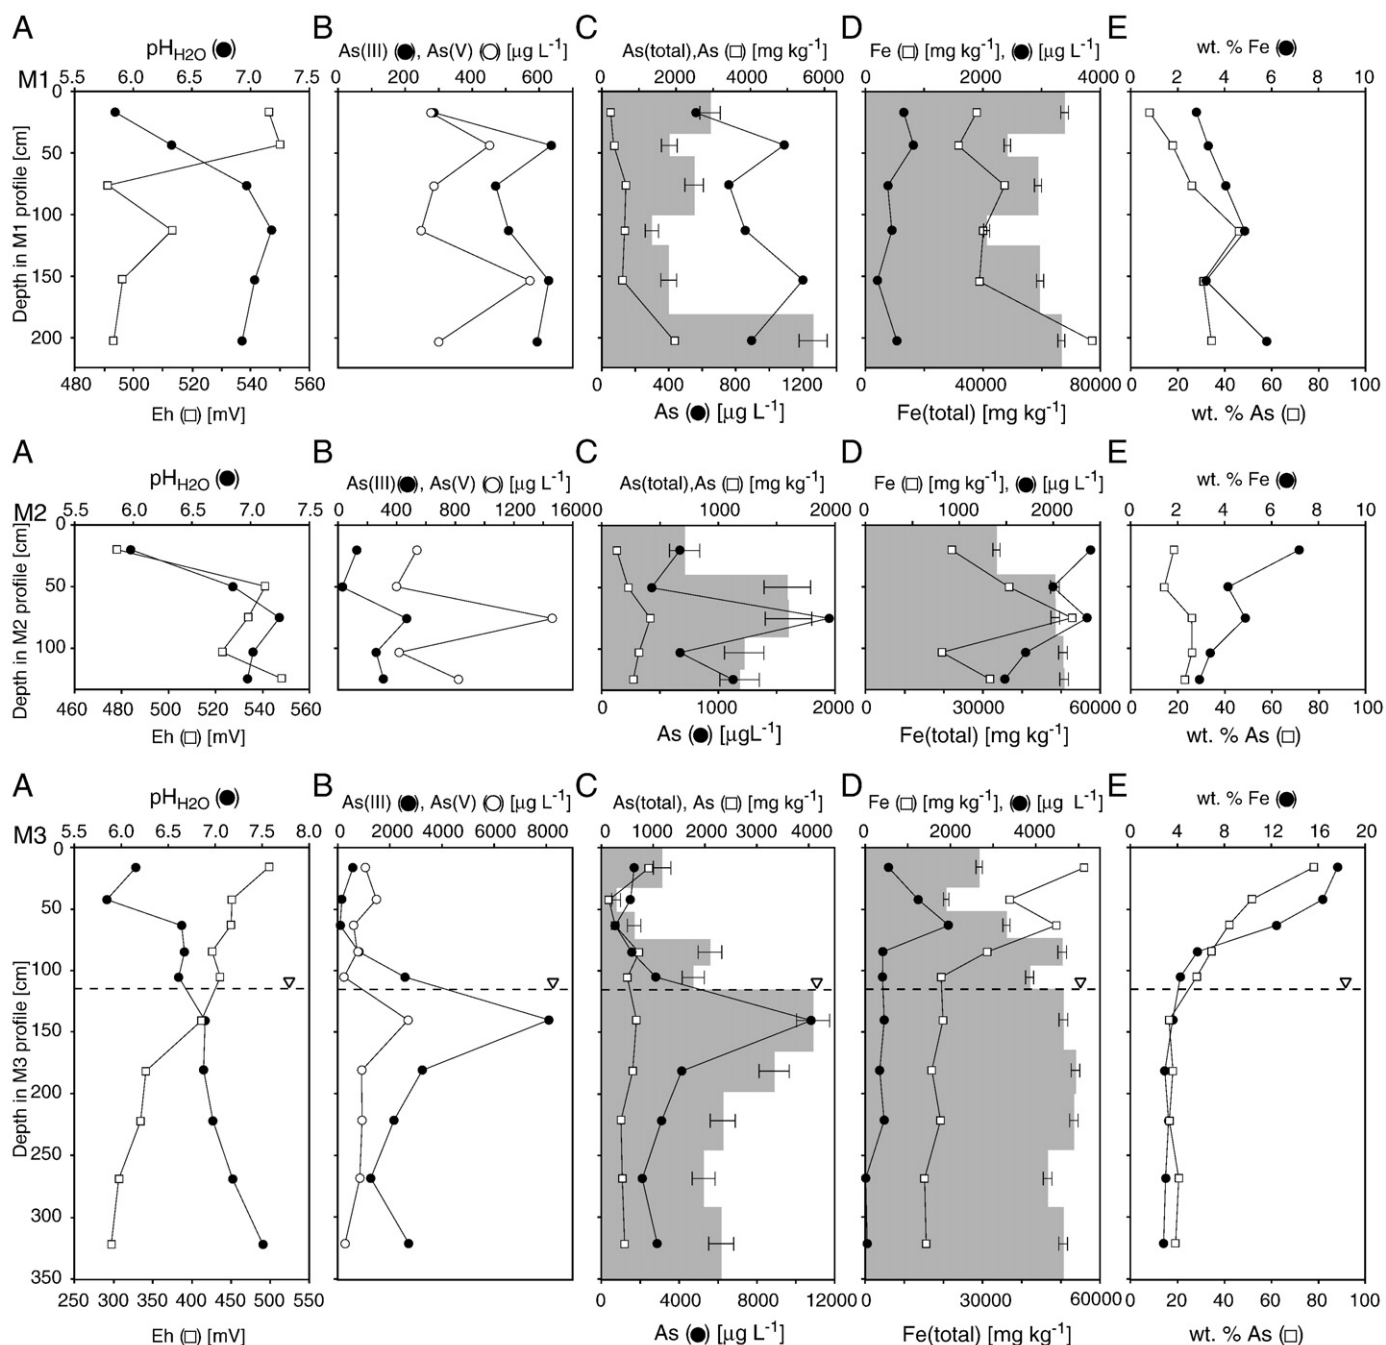 A B C D E
pH_H2O (●) As(III) (●), As(V) (○) [µg L⁻¹] As(total),As (□) [mg kg⁻¹] Fe (□) [mg kg⁻¹], (●) [µg L⁻¹] wt. % Fe (●)
M1 5.5 6 6.5 7 7.5 0 200 400 600 0 2000 4000 6000 0 2000 4000 0 2 4 6 8 10
Depth in M1 profile [cm]
0
50
100
150
200
480 500 520 540 560 0 400 800 1200 0 40000 80000 0 20 40 60 80 100
Eh (□) [mV] As (●) [µg L⁻¹] Fe(total) [mg kg⁻¹] wt. % As (□)
A B C D E
pH_H2O (●) As(III) (●), As(V) (○) [µg L⁻¹] As(total),As (□) [mg kg⁻¹] Fe (□) [mg kg⁻¹], (●) [µg L⁻¹] wt. % Fe (●)
M2 5.5 6 6.5 7 7.5 0 400 800 1200 1600 0 1000 2000 0 1000 2000 0 2 4 6 8 10
Depth in M2 profile [cm]
0
50
100
460 480 500 520 540 560 0 1000 2000 30000 60000 0 20 40 60 80 100
Eh (□) [mV] As (●) [µgL⁻¹] Fe(total) [mg kg⁻¹] wt. % As (□)
A B C D E
pH_H2O (●) As(III) (●), As(V) (○) [µg L⁻¹] As(total), As (□) [mg kg⁻¹] Fe (□) [mg kg⁻¹], (●) [µg L⁻¹] wt. % Fe (●)
M3 5.5 6.0 6.5 7.0 7.5 8.0 0 2000 4000 6000 8000 0 1000 2000 3000 4000 0 2000 4000 0 4 8 12 16 20
Depth in M3 profile [cm]
0
50
100
150
200
250
300
350
250 300 350 400 450 500 550 0 4000 8000 12000 0 30000 60000 0 20 40 60 80 100
Eh (□) [mV] As (●) [µg L⁻¹] Fe(total) [mg kg⁻¹] wt. % As (□)